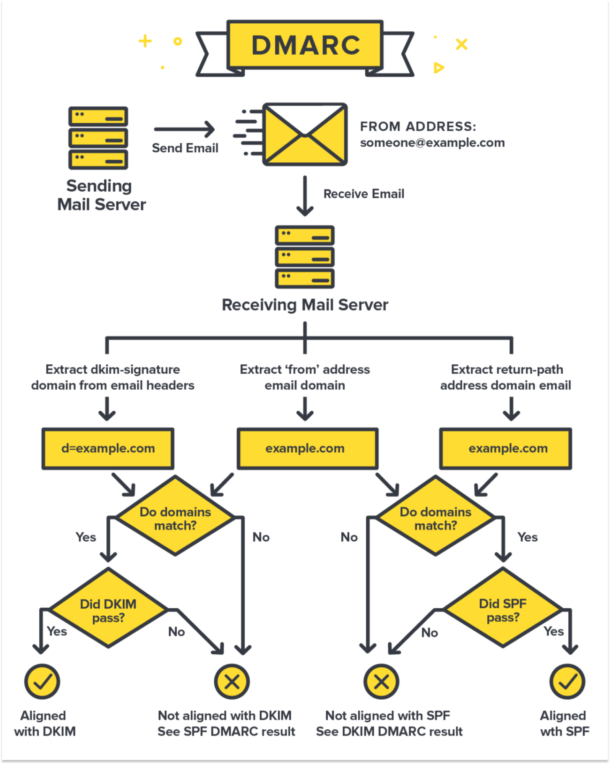 DMARC
FROM ADDRESS:
someone@example.com
Send Email
Sending
Mail Server
Receive Email
Receiving Mail Server
Extract dkim-signature
domain from email headers
Extract ‘from’ address
email domain
Extract return-path
address domain email
d=example.com
example.com
example.com
Do domains
match?
Do domains
match?
Yes
No
No
Yes
Did DKIM
pass?
Did SPF
pass?
Yes
No
No
Yes
Aligned
with DKIM
Not aligned with DKIM
See SPF DMARC result
Not aligned with SPF
See DKIM DMARC result
Aligned
wth SPF